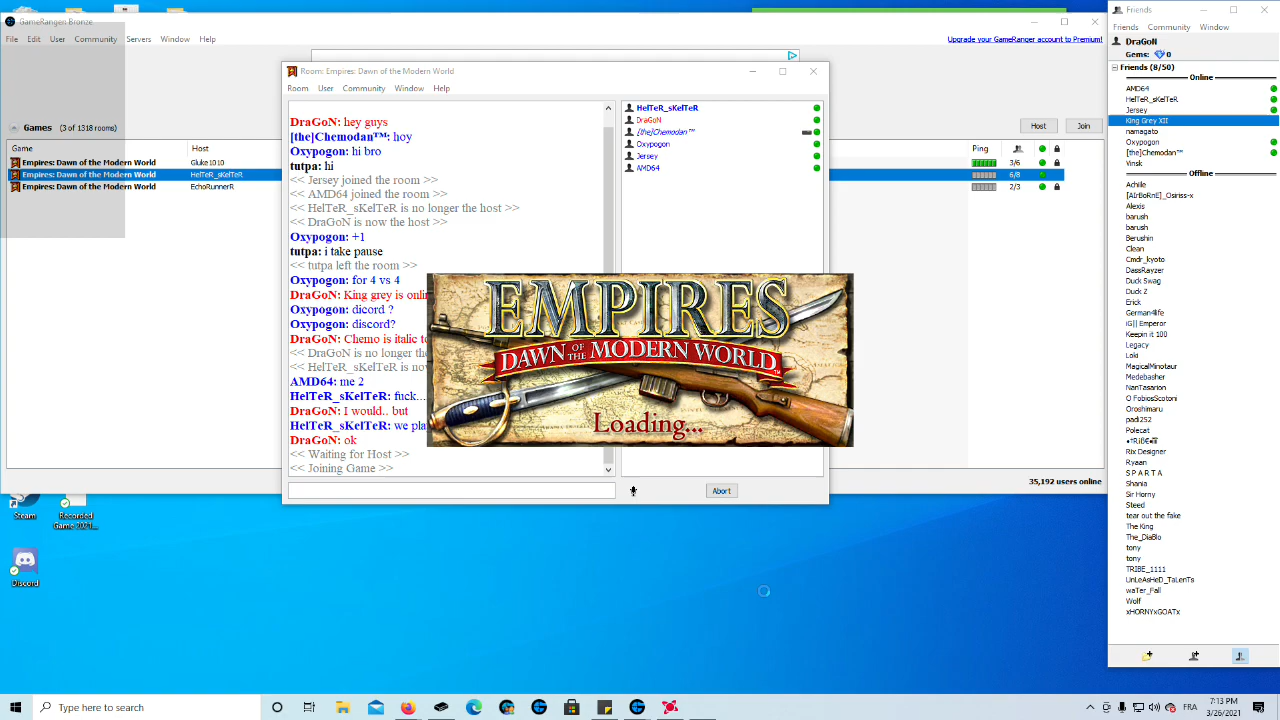 GameRanger Bronze
File Edit User Community Servers Window Help
Upgrade your GameRanger account to Premium!
Games (3 of 1318 rooms)
Host Join
Game Host Ping
Empires: Dawn of the Modern World Gluke1010 3/6
Empires: Dawn of the Modern World HelTeR_sKelTeR 6/8
Empires: Dawn of the Modern World EchoRunnerR 2/3
35,192 users online
Room: Empires: Dawn of the Modern World
Room User Community Window Help
DraGoN: hey guys
[the]Chemodan™: hoy
Oxypogon: hi bro
tutpa: hi
<< Jersey joined the room >>
<< AMD64 joined the room >>
<< HelTeR_sKelTeR is no longer the host >>
<< DraGoN is now the host >>
Oxypogon: +1
tutpa: i take pause
<< tutpa left the room >>
Oxypogon: for 4 vs 4
DraGoN: King grey is onli
Oxypogon: dicord ?
Oxypogon: discord?
DraGoN: Chemo is italic to
<< DraGoN is no longer the
<< HelTeR_sKelTeR is nov
AMD64: me 2
HelTeR_sKelTeR: fuck...
DraGoN: I would.. but
HelTeR_sKelTeR: we pla
DraGoN: ok
<< Waiting for Host >>
<< Joining Game >>
HelTeR_sKelTeR
DraGoN
[the]Chemodan™
Oxypogon
Jersey
AMD64
Abort
EMPIRES
DAWN OF THE MODERN WORLD™
Loading...
Friends
Friends Community Window
DraGoN
Gems: 0
Friends (8/50)
Online
AMD64
HelTeR_sKelTeR
Jersey
King Grey XII
namagato
Oxypogon
[the]Chemodan™
Vinsk
Offline
Achille
[AIrBoRnE]_Osiriss-x
Alexis
barush
barush
Berushin
Clean
Cmdr_kyoto
DassRayzer
Duck Swag
Duck Z
Erick
German4life
iG|| Emperor
Keepin it 100
Legacy
Loki
MagicalMinotaur
Medebasher
NanTasarion
O FobiosScotoni
Oroshimaru
padi252
Polecat
Rix Designer
Ryaan
S P A R T A
Shania
Sir Horny
Steed
tear out the fake
The King
The_DiaBlo
tony
tony
TRIBE_1111
UnLeAsHeD_TaLeNTs
waTer_Fall
Wolf
xHORNYxGOATx
Steam
Recorded
Game 2021...
Discord
Type here to search
FRA
7:13 PM
3/26/2021